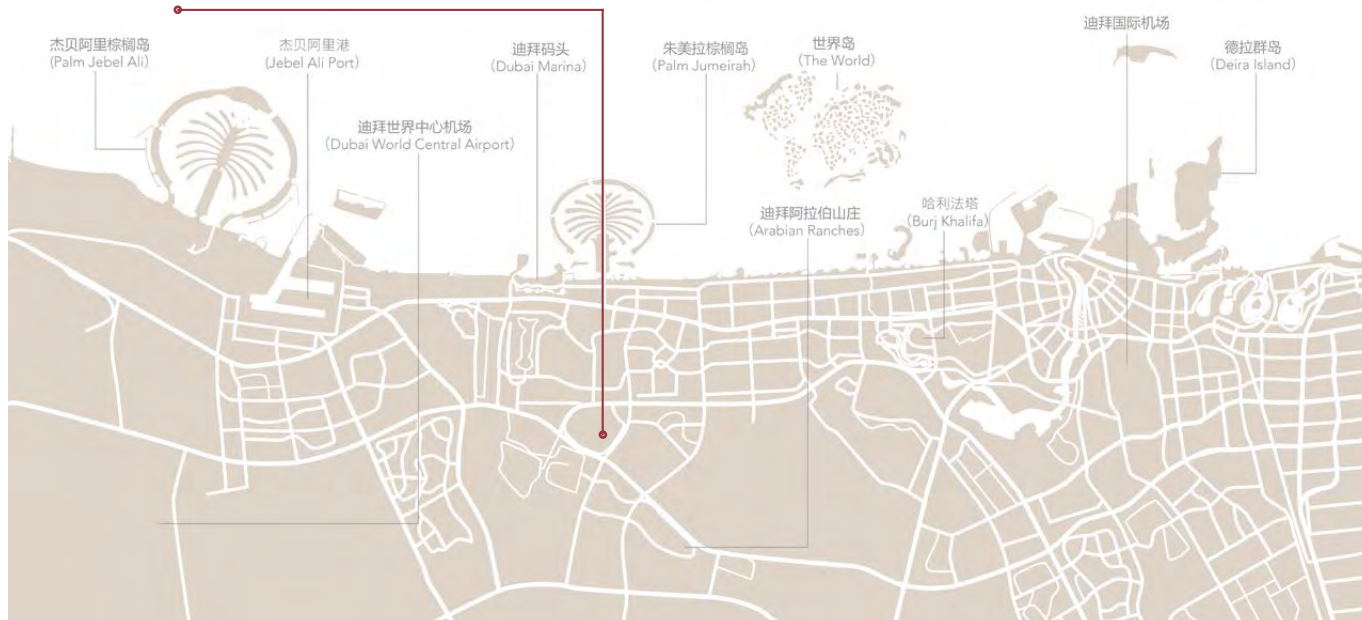 杰贝阿里棕榈岛
(Palm Jebel Ali)
杰贝阿里港
(Jebel Ali Port)
迪拜世界中心机场
(Dubai World Central Airport)
迪拜码头
(Dubai Marina)
朱美拉棕榈岛
(Palm Jumeirah)
世界岛
(The World)
迪拜阿拉伯山庄
(Arabian Ranches)
哈利法塔
(Burj Khalifa)
迪拜国际机场
德拉群岛
(Deira Island)